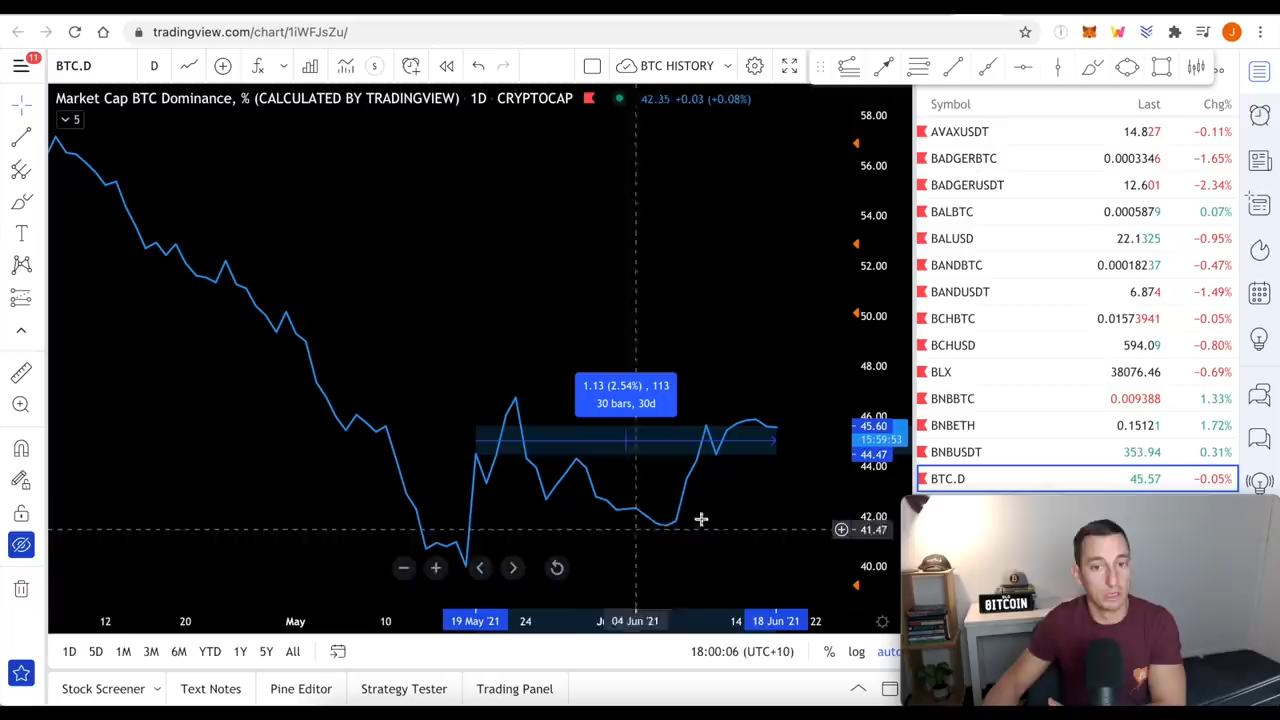 tradingview.com/chart/1iWFJsZu/
J
11
BTC.D
D
S
BTC HISTORY
Market Cap BTC Dominance, % (CALCULATED BY TRADINGVIEW) · 1D · CRYPTOCAP
42.35 +0.03 (+0.08%)
5
58.00
56.00
54.00
52.00
50.00
48.00
46.00
45.60
15:59:53
44.47
44.00
42.00
41.47
40.00
1.13 (2.54%) , 113
30 bars, 30d
12
20
May
10
19 May '21
24
04 Jun '21
14
18 Jun '21
22
Symbol Last Chg%
AVAXUSDT 14.827 −0.11%
BADGERBTC 0.0003346 −1.65%
BADGERUSDT 12.601 −2.34%
BALBTC 0.0005879 0.07%
BALUSD 22.1325 −0.95%
BANDBTC 0.00018237 −0.47%
BANDUSDT 6.874 −1.49%
BCHBTC 0.01573941 −0.05%
BCHUSD 594.09 −0.80%
BLX 38076.46 −0.69%
BNBBTC 0.009388 1.33%
BNBETH 0.15121 1.72%
BNBUSDT 353.94 0.31%
BTC.D 45.57 −0.05%
BITCOIN
1D 5D 1M 3M 6M YTD 1Y 5Y All
18:00:06 (UTC+10) % log auto
Stock Screener Text Notes Pine Editor Strategy Tester Trading Panel